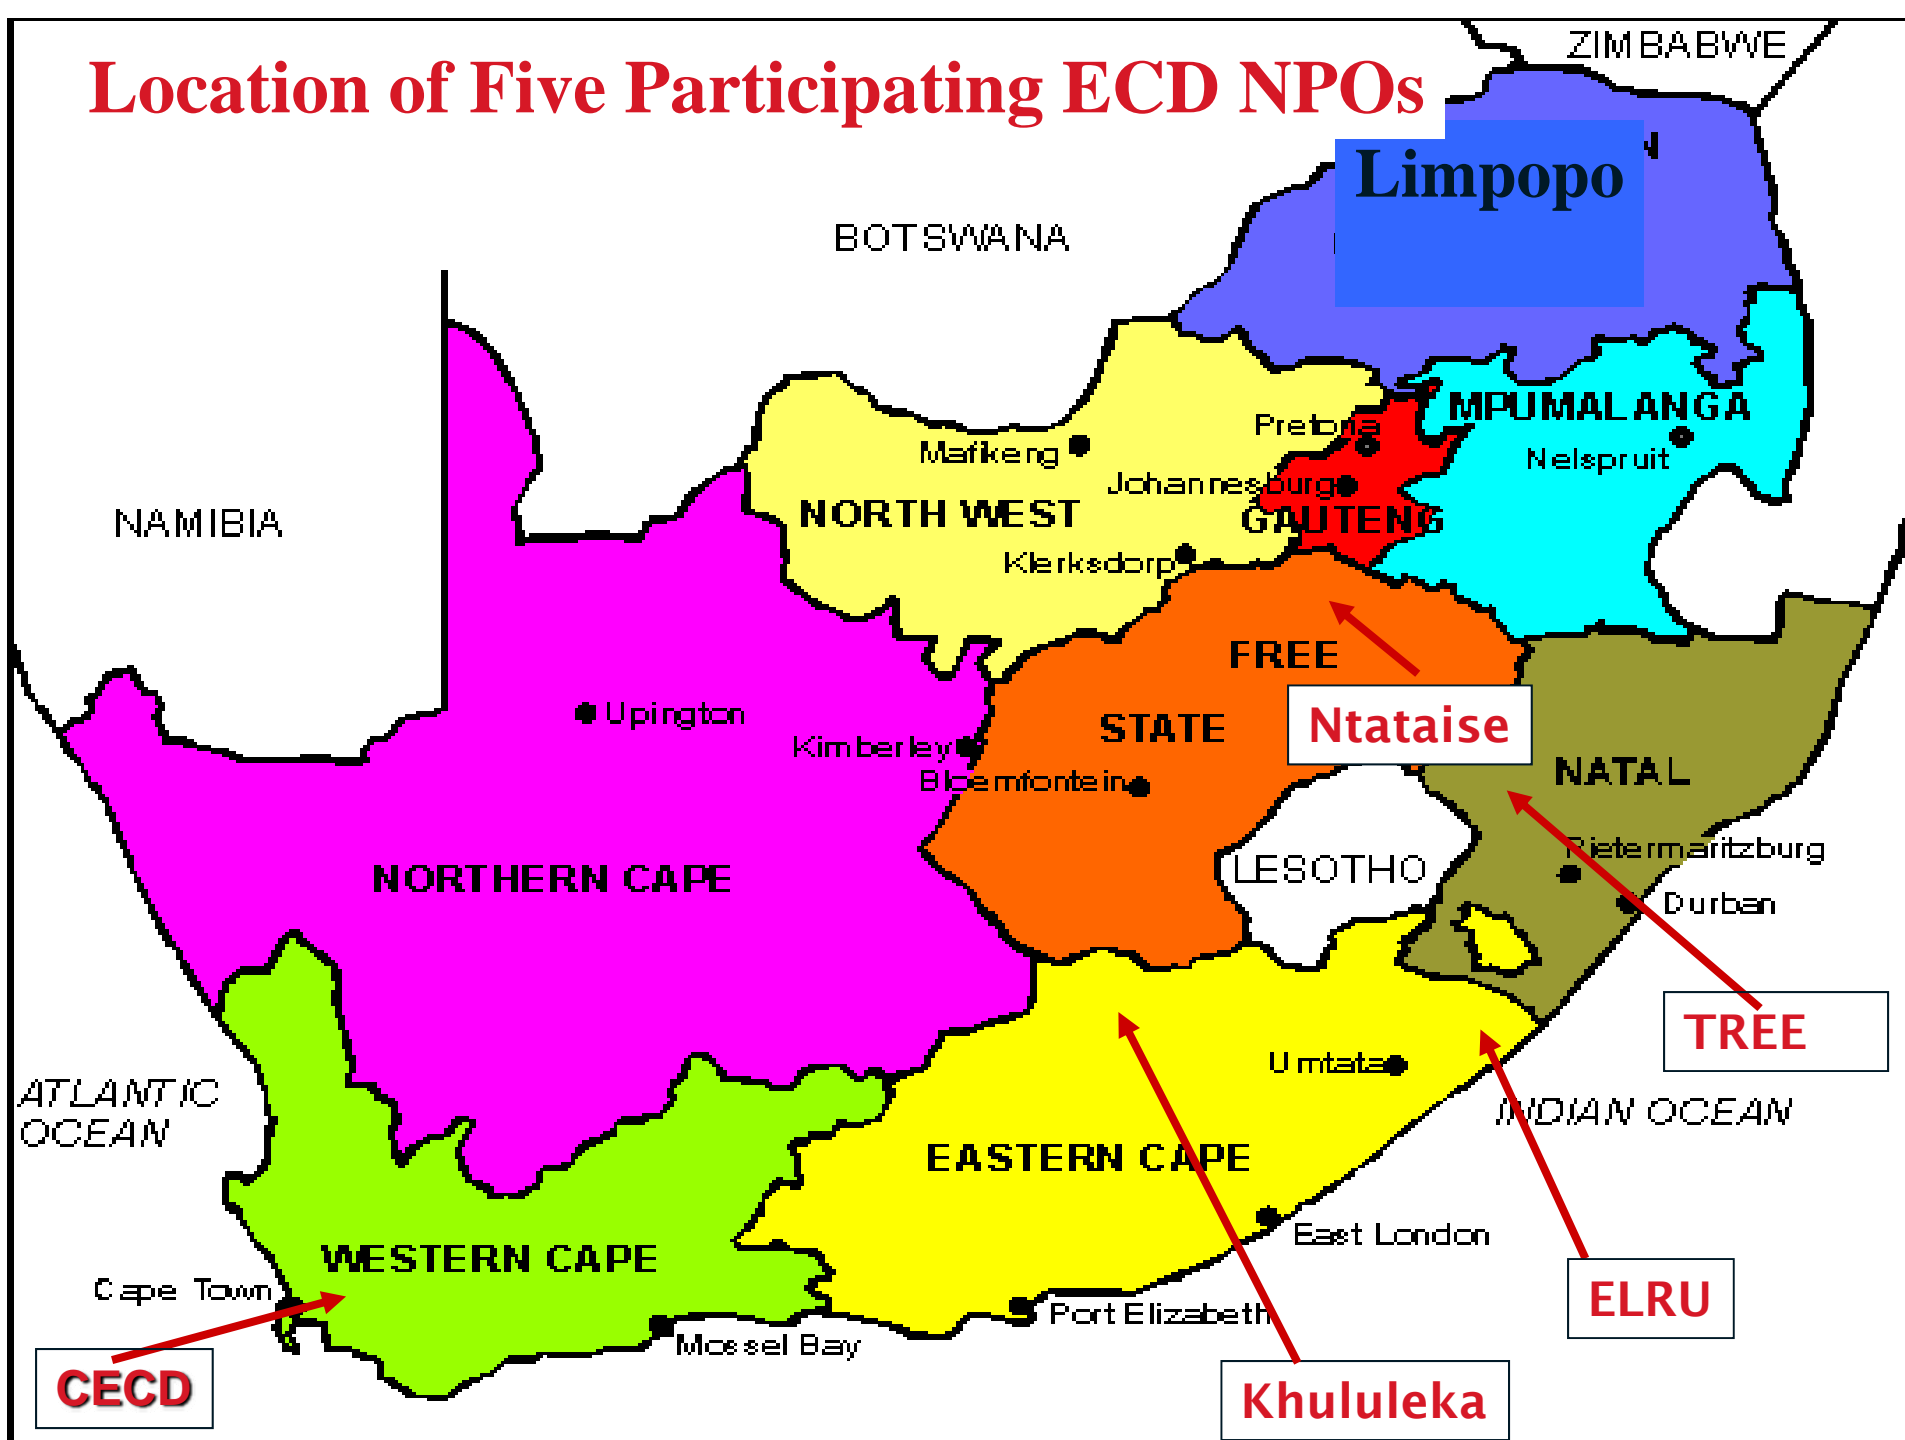 Location of Five Participating ECD NPOs
ZIMBABWE
Limpopo
BOTSWANA
MPUMALANGA
Pretoria
Mafikeng
Nelspruit
Johannesburg
NORTH WEST
GAUTENG
NAMIBIA
Klerksdorp
FREE
STATE
Upington
Ntataise
Kimberley
Bloemfontein
NATAL
Pietermaritzburg
LESOTHO
NORTHERN CAPE
Durban
TREE
Umtata
ATLANTIC
OCEAN
INDIAN OCEAN
EASTERN CAPE
East London
WESTERN CAPE
Cape Town
ELRU
Port Elizabeth
Mossel Bay
CECD
Khululeka